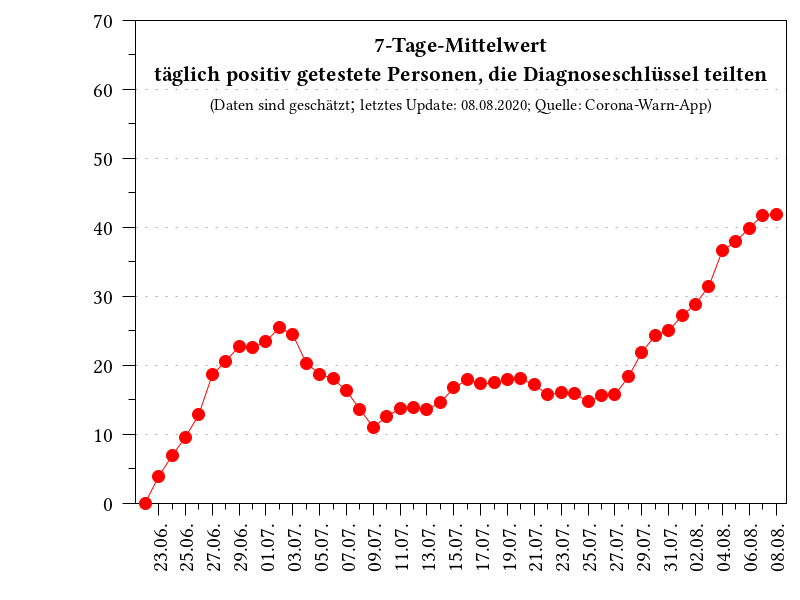 7-Tage-Mittelwert
täglich positiv getestete Personen, die Diagnoseschlüssel teilten
(Daten sind geschätzt; letztes Update: 08.08.2020; Quelle: Corona-Warn-App)
70
60
50
40
30
20
10
0
23.06. 25.06. 27.06. 29.06. 01.07. 03.07. 05.07. 07.07. 09.07. 11.07. 13.07. 15.07. 17.07. 19.07. 21.07. 23.07. 25.07. 27.07. 29.07. 31.07. 02.08. 04.08. 06.08. 08.08.